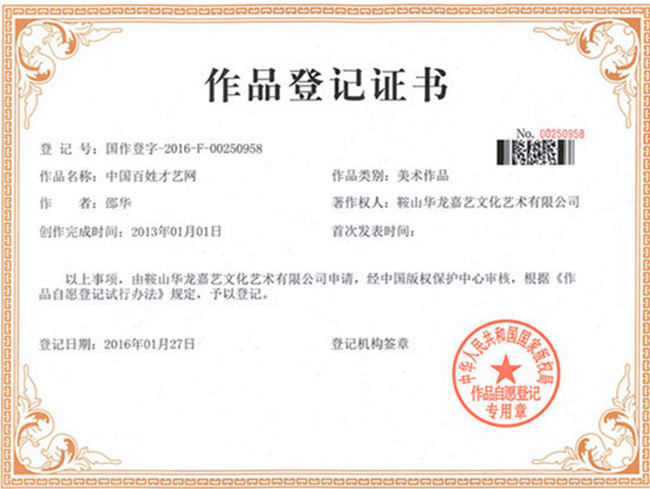 作品登记证书
No. 00250958
登 记 号：国作登字-2016-F-00250958
作品名称：中国百姓才艺网
作品类别：美术作品
作 者：邵华
著作权人：鞍山华龙嘉艺文化艺术有限公司
创作完成时间：2013年01月01日
首次发表时间：
以上事项，由鞍山华龙嘉艺文化艺术有限公司申请，经中国版权保护中心审核，根据《作
品自愿登记试行办法》规定，予以登记。
登记日期：2016年01月27日
登记机构签章
中华人民共和国国家版权局
作品自愿登记
专用章